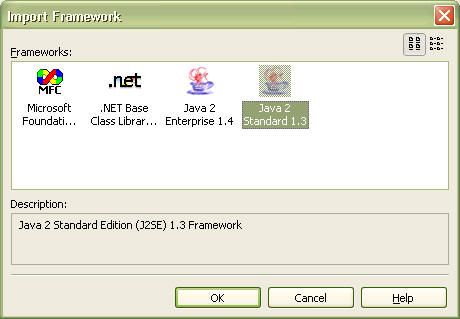 Import Framework
Frameworks:
MFC
Microsoft
Foundati...
.net
.NET Base
Class Librar...
Java 2
Enterprise 1.4
Java 2
Standard 1.3
Description:
Java 2 Standard Edition (J2SE) 1.3 Framework
OK
Cancel
Help